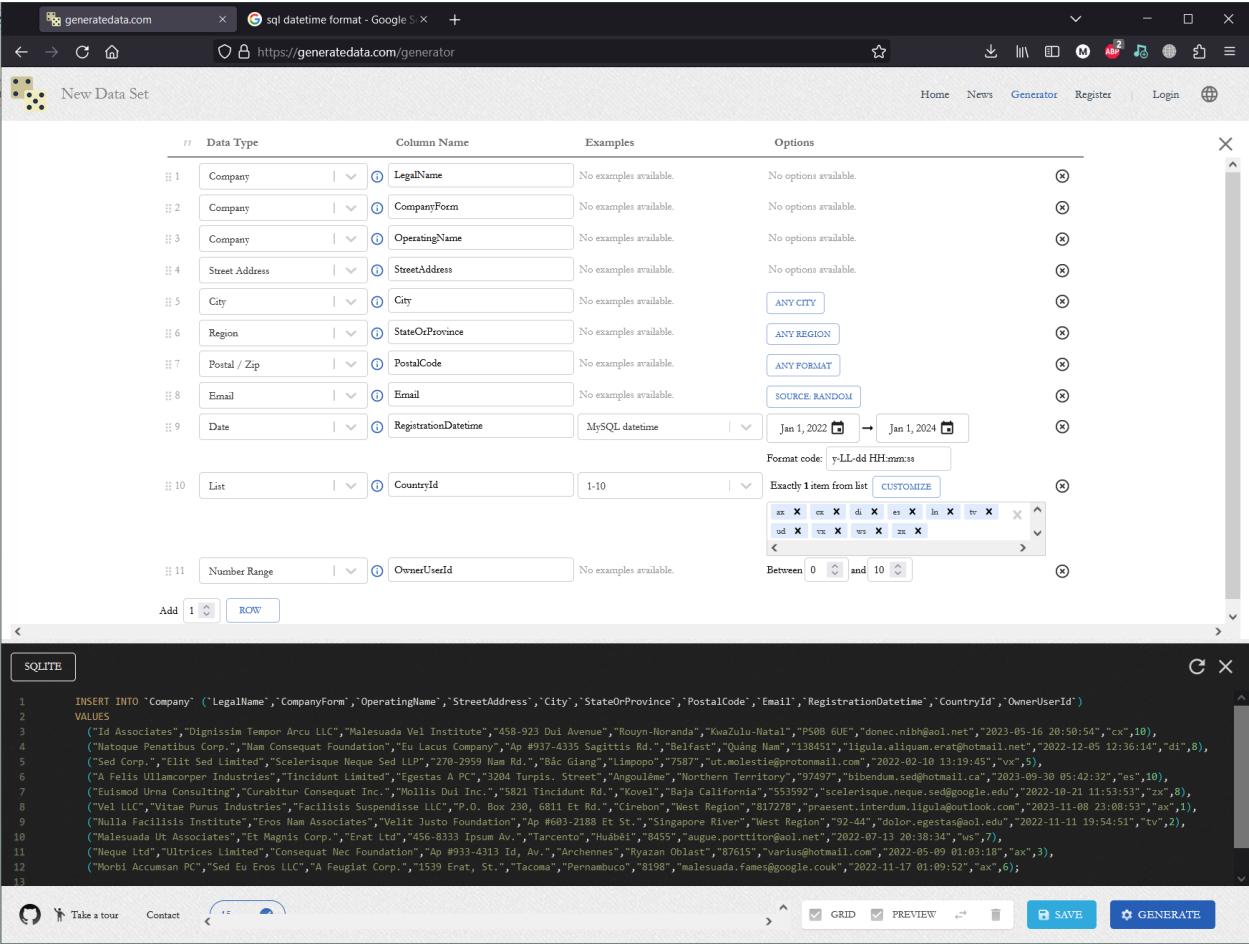 generatedata.com
sql datetime format - Google Se
https://generatedata.com/generator
2
ABP
M
New Data Set
Home News Generator Register Login
11 Data Type Column Name Examples Options
1 Company LegalName No examples available. No options available.
2 Company CompanyForm No examples available. No options available.
3 Company OperatingName No examples available. No options available.
4 Street Address StreetAddress No examples available. No options available.
5 City City No examples available. ANY CITY
6 Region StateOrProvince No examples available. ANY REGION
7 Postal / Zip PostalCode No examples available. ANY FORMAT
8 Email Email No examples available. SOURCE: RANDOM
9 Date RegistrationDatetime MySQL datetime Jan 1, 2022 → Jan 1, 2024
Format code: y-LL-dd HH:mm:ss
10 List CountryId 1-10 Exactly 1 item from list CUSTOMIZE
ax cx di es ln tv
ud vx ws zx
11 Number Range OwnerUserId No examples available. Between 0 and 10
Add 1 ROW
SQLITE
1 INSERT INTO `Company` (`LegalName`,`CompanyForm`,`OperatingName`,`StreetAddress`,`City`,`StateOrProvince`,`PostalCode`,`Email`,`RegistrationDatetime`,`CountryId`,`OwnerUserId`)
2 VALUES
3 ("Id Associates","Dignissim Tempor Arcu LLC","Malesuada Vel Institute","458-923 Dui Avenue","Rouyn-Noranda","KwaZulu-Natal","P50B 6UE","donec.nibh@aol.net","2023-05-16 20:50:54","cx",10),
4 ("Natoque Penatibus Corp.","Nam Consequat Foundation","Eu Lacus Company","Ap #937-4335 Sagittis Rd.","Belfast","Quảng Nam","138451","ligula.aliquam.erat@hotmail.net","2022-12-05 12:36:14","di",8),
5 ("Sed Corp.","Elit Sed Limited","Scelerisque Neque Sed LLP","270-2959 Nam Rd.","Bắc Giang","Limpopo","7587","ut.molestie@protonmail.com","2022-02-10 13:19:45","vx",5),
6 ("A Felis Ullamcorper Industries","Tincidunt Limited","Egestas A PC","3204 Turpis. Street","Angoulême","Northern Territory","97497","bibendum.sed@hotmail.ca","2023-09-30 05:42:32","es",10),
7 ("Euismod Urna Consulting","Curabitur Consequat Inc.","Mollis Dui Inc.","5821 Tincidunt Rd.","Kovel","Baja California","553592","scelerisque.neque.sed@google.edu","2022-10-21 11:53:53","zx",8),
8 ("Vel LLC","Vitae Purus Industries","Facilisis Suspendisse LLC","P.O. Box 230, 6811 Et Rd.","Cirebon","West Region","817278","praesent.interdum.ligula@outlook.com","2023-11-08 23:08:53","ax",1),
9 ("Nulla Facilisis Institute","Eros Nam Associates","Velit Justo Foundation","Ap #603-2188 Et St.","Singapore River","West Region","92-44","dolor.egestas@aol.edu","2022-11-11 19:54:51","tv",2),
10 ("Malesuada Ut Associates","Et Magnis Corp.","Erat Ltd","456-8333 Ipsum Av.","Tarcento","Huáběi","8455","augue.porttitor@aol.net","2022-07-13 20:38:34","ws",7),
11 ("Neque Ltd","Ultrices Limited","Consequat Nec Foundation","Ap #933-4313 Id, Av.","Archennes","Ryazan Oblast","87615","varius@hotmail.com","2022-05-09 01:03:18","ax",3),
12 ("Morbi Accumsan PC","Sed Eu Eros LLC","A Feugiat Corp.","1539 Erat, St.","Tacoma","Pernambuco","8198","malesuada.fames@google.couk","2022-11-17 01:09:52","ax",6);
13
Take a tour Contact GRID PREVIEW SAVE GENERATE